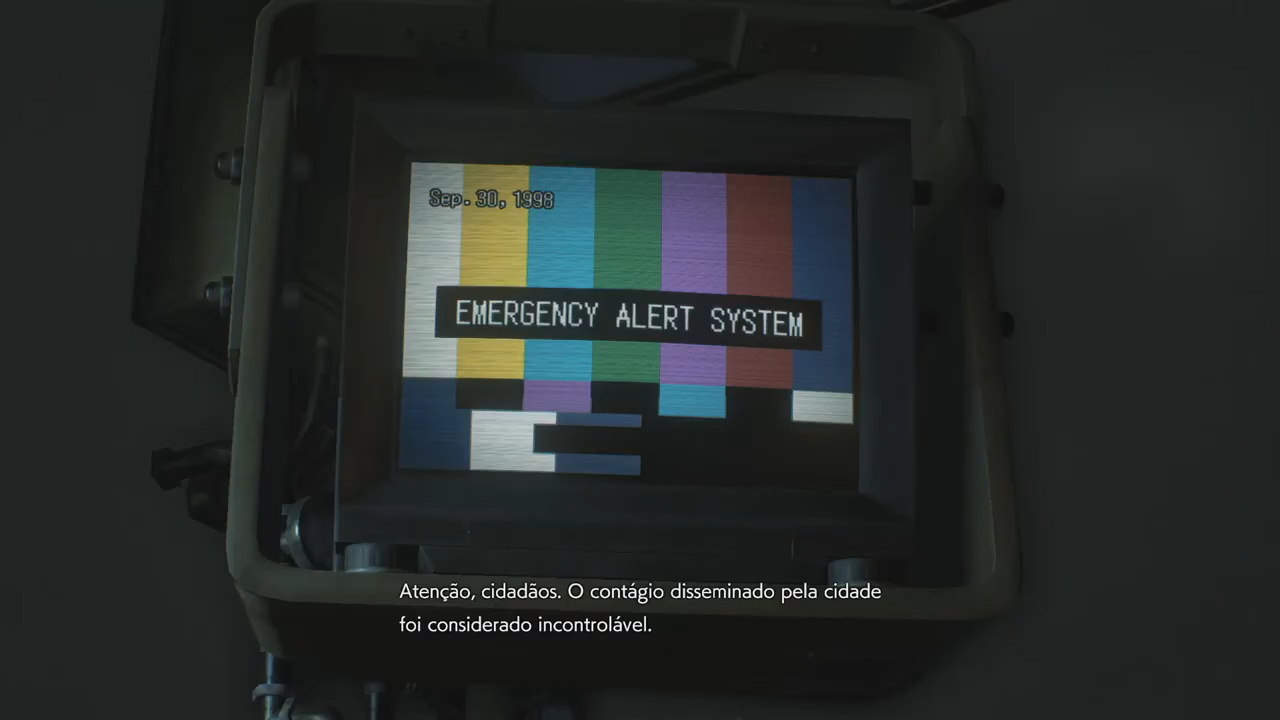 Sep. 30, 1998
EMERGENCY ALERT SYSTEM
Atenção, cidadãos. O contágio disseminado pela cidade
foi considerado incontrolável.